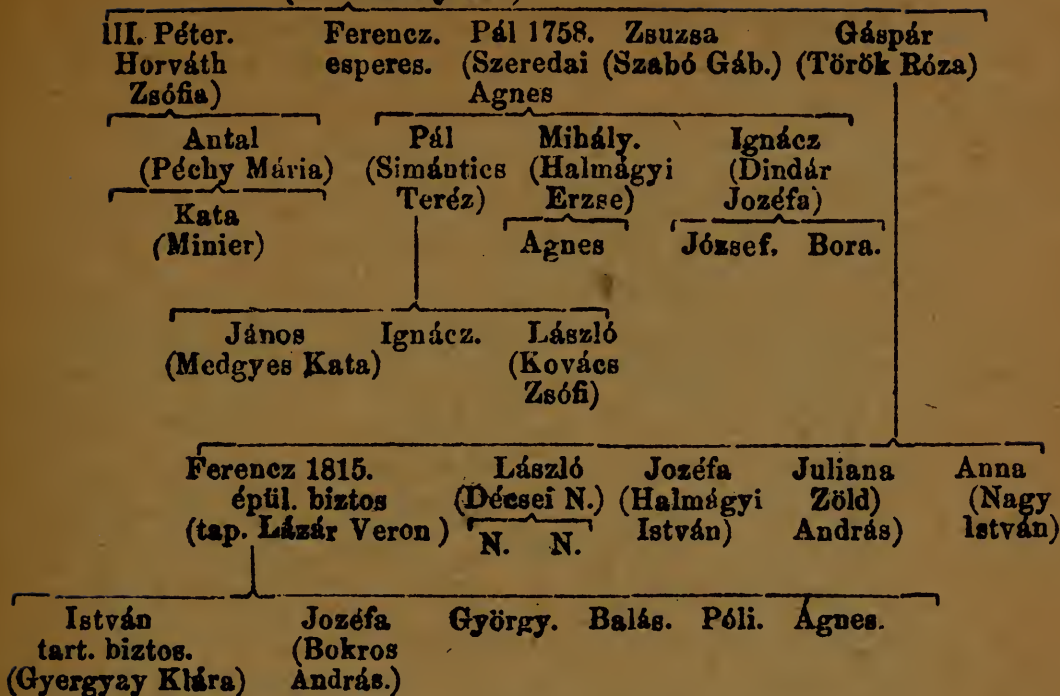 III. Péter. Ferencz. Pál 1758. Zsuzsa Gáspár
Horváth esperes. (Szeredai (Szabó Gáb.) (Török Róza)
Zsófia) Agnes
Antal Pál Mihály. Ignácz
(Péchy Mária) (Simántics (Halmágyi (Dindár
Kata Teréz) Erzse) Jozéfa)
(Minier) Agnes József. Bora.
János Ignácz. László
(Medgyes Kata) (Kovács
Zsófi)
Ferencz 1815. László Jozéfa Juliana Anna
épül. biztos (Décsei N.) (Halmágyi Zöld) (Nagy
(tap. Lázár Veron) N. N. István) András) István)
István Jozéfa György. Balás. Póli. Ágnes.
tart. biztos. (Bokros
(Gyergyay Klára) András.)